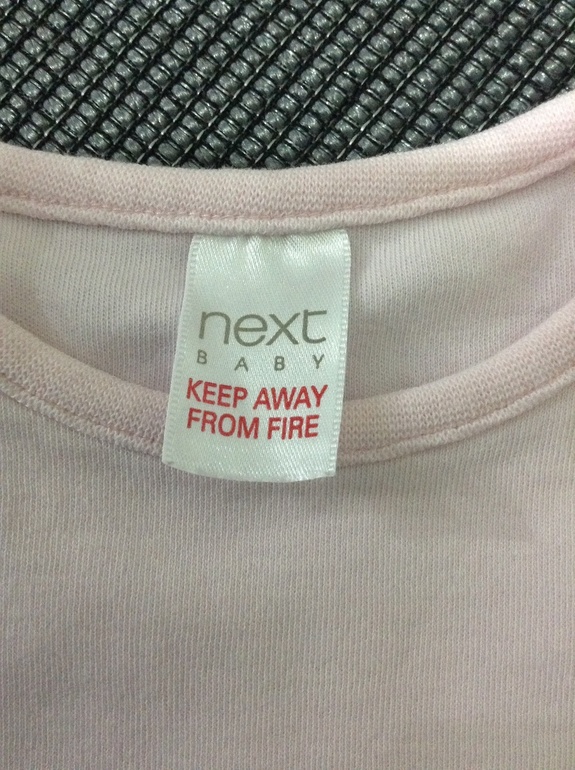 next
BABY
KEEP AWAY
FROM FIRE